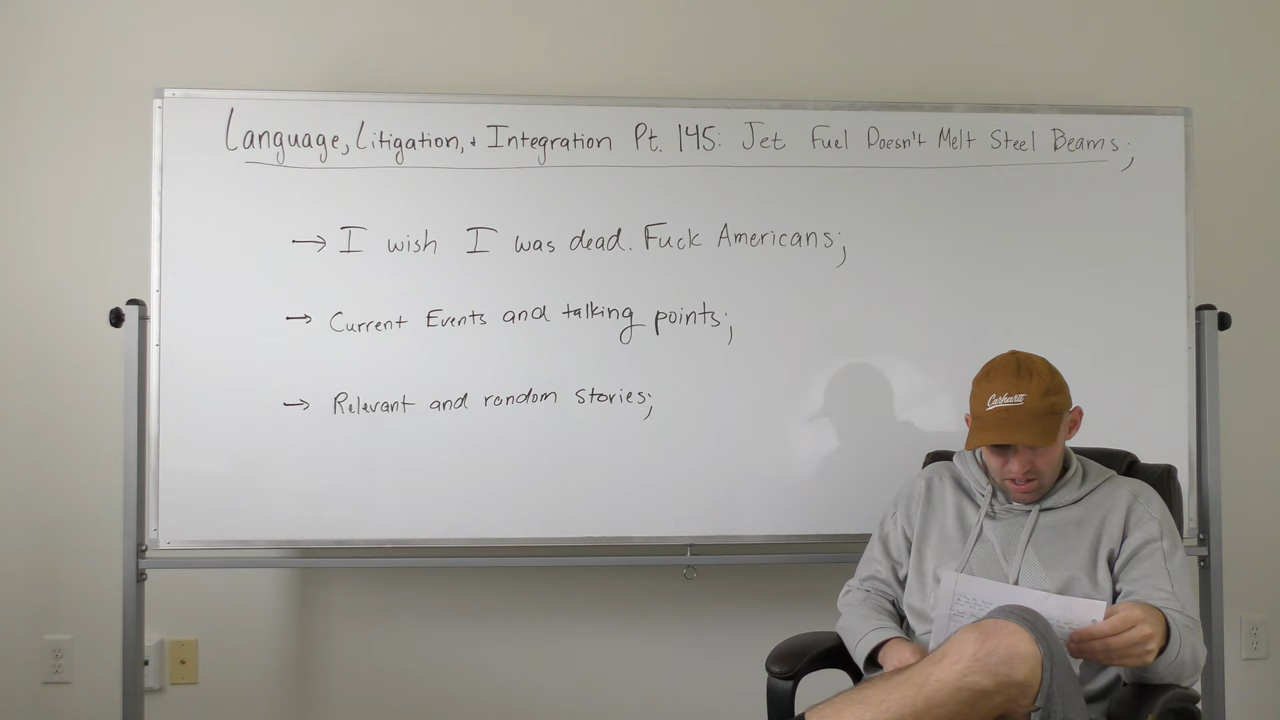 Language, Litigation, + Integration Pt. 145: Jet Fuel Doesn't Melt Steel Beams;
→ I wish I was dead. Fuck Americans;
→ Current Events and talking points;
→ Relevant and random stories;
Carhartt